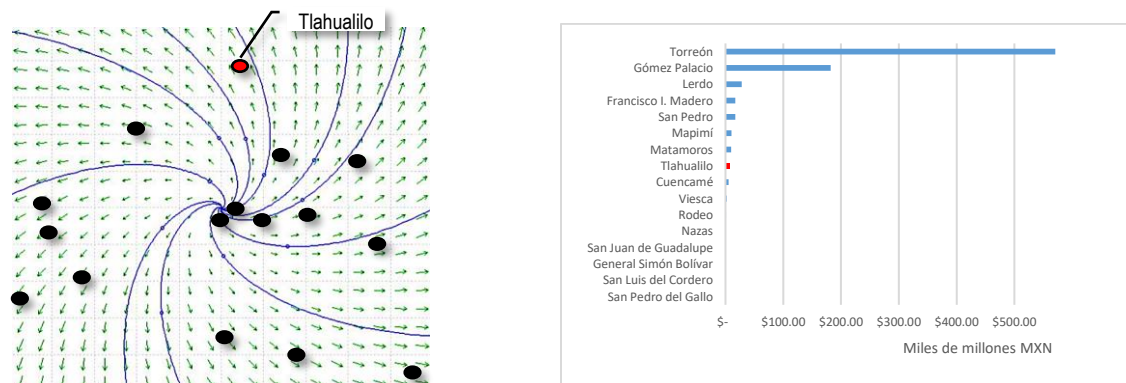 Tlahualilo
Torreón
Gómez Palacio
Lerdo
Francisco I. Madero
San Pedro
Mapimí
Matamoros
Tlahualilo
Cuencamé
Viesca
Rodeo
Nazas
San Juan de Guadalupe
General Simón Bolívar
San Luis del Cordero
San Pedro del Gallo
$- $100.00 $200.00 $300.00 $400.00 $500.00
Miles de millones MXN